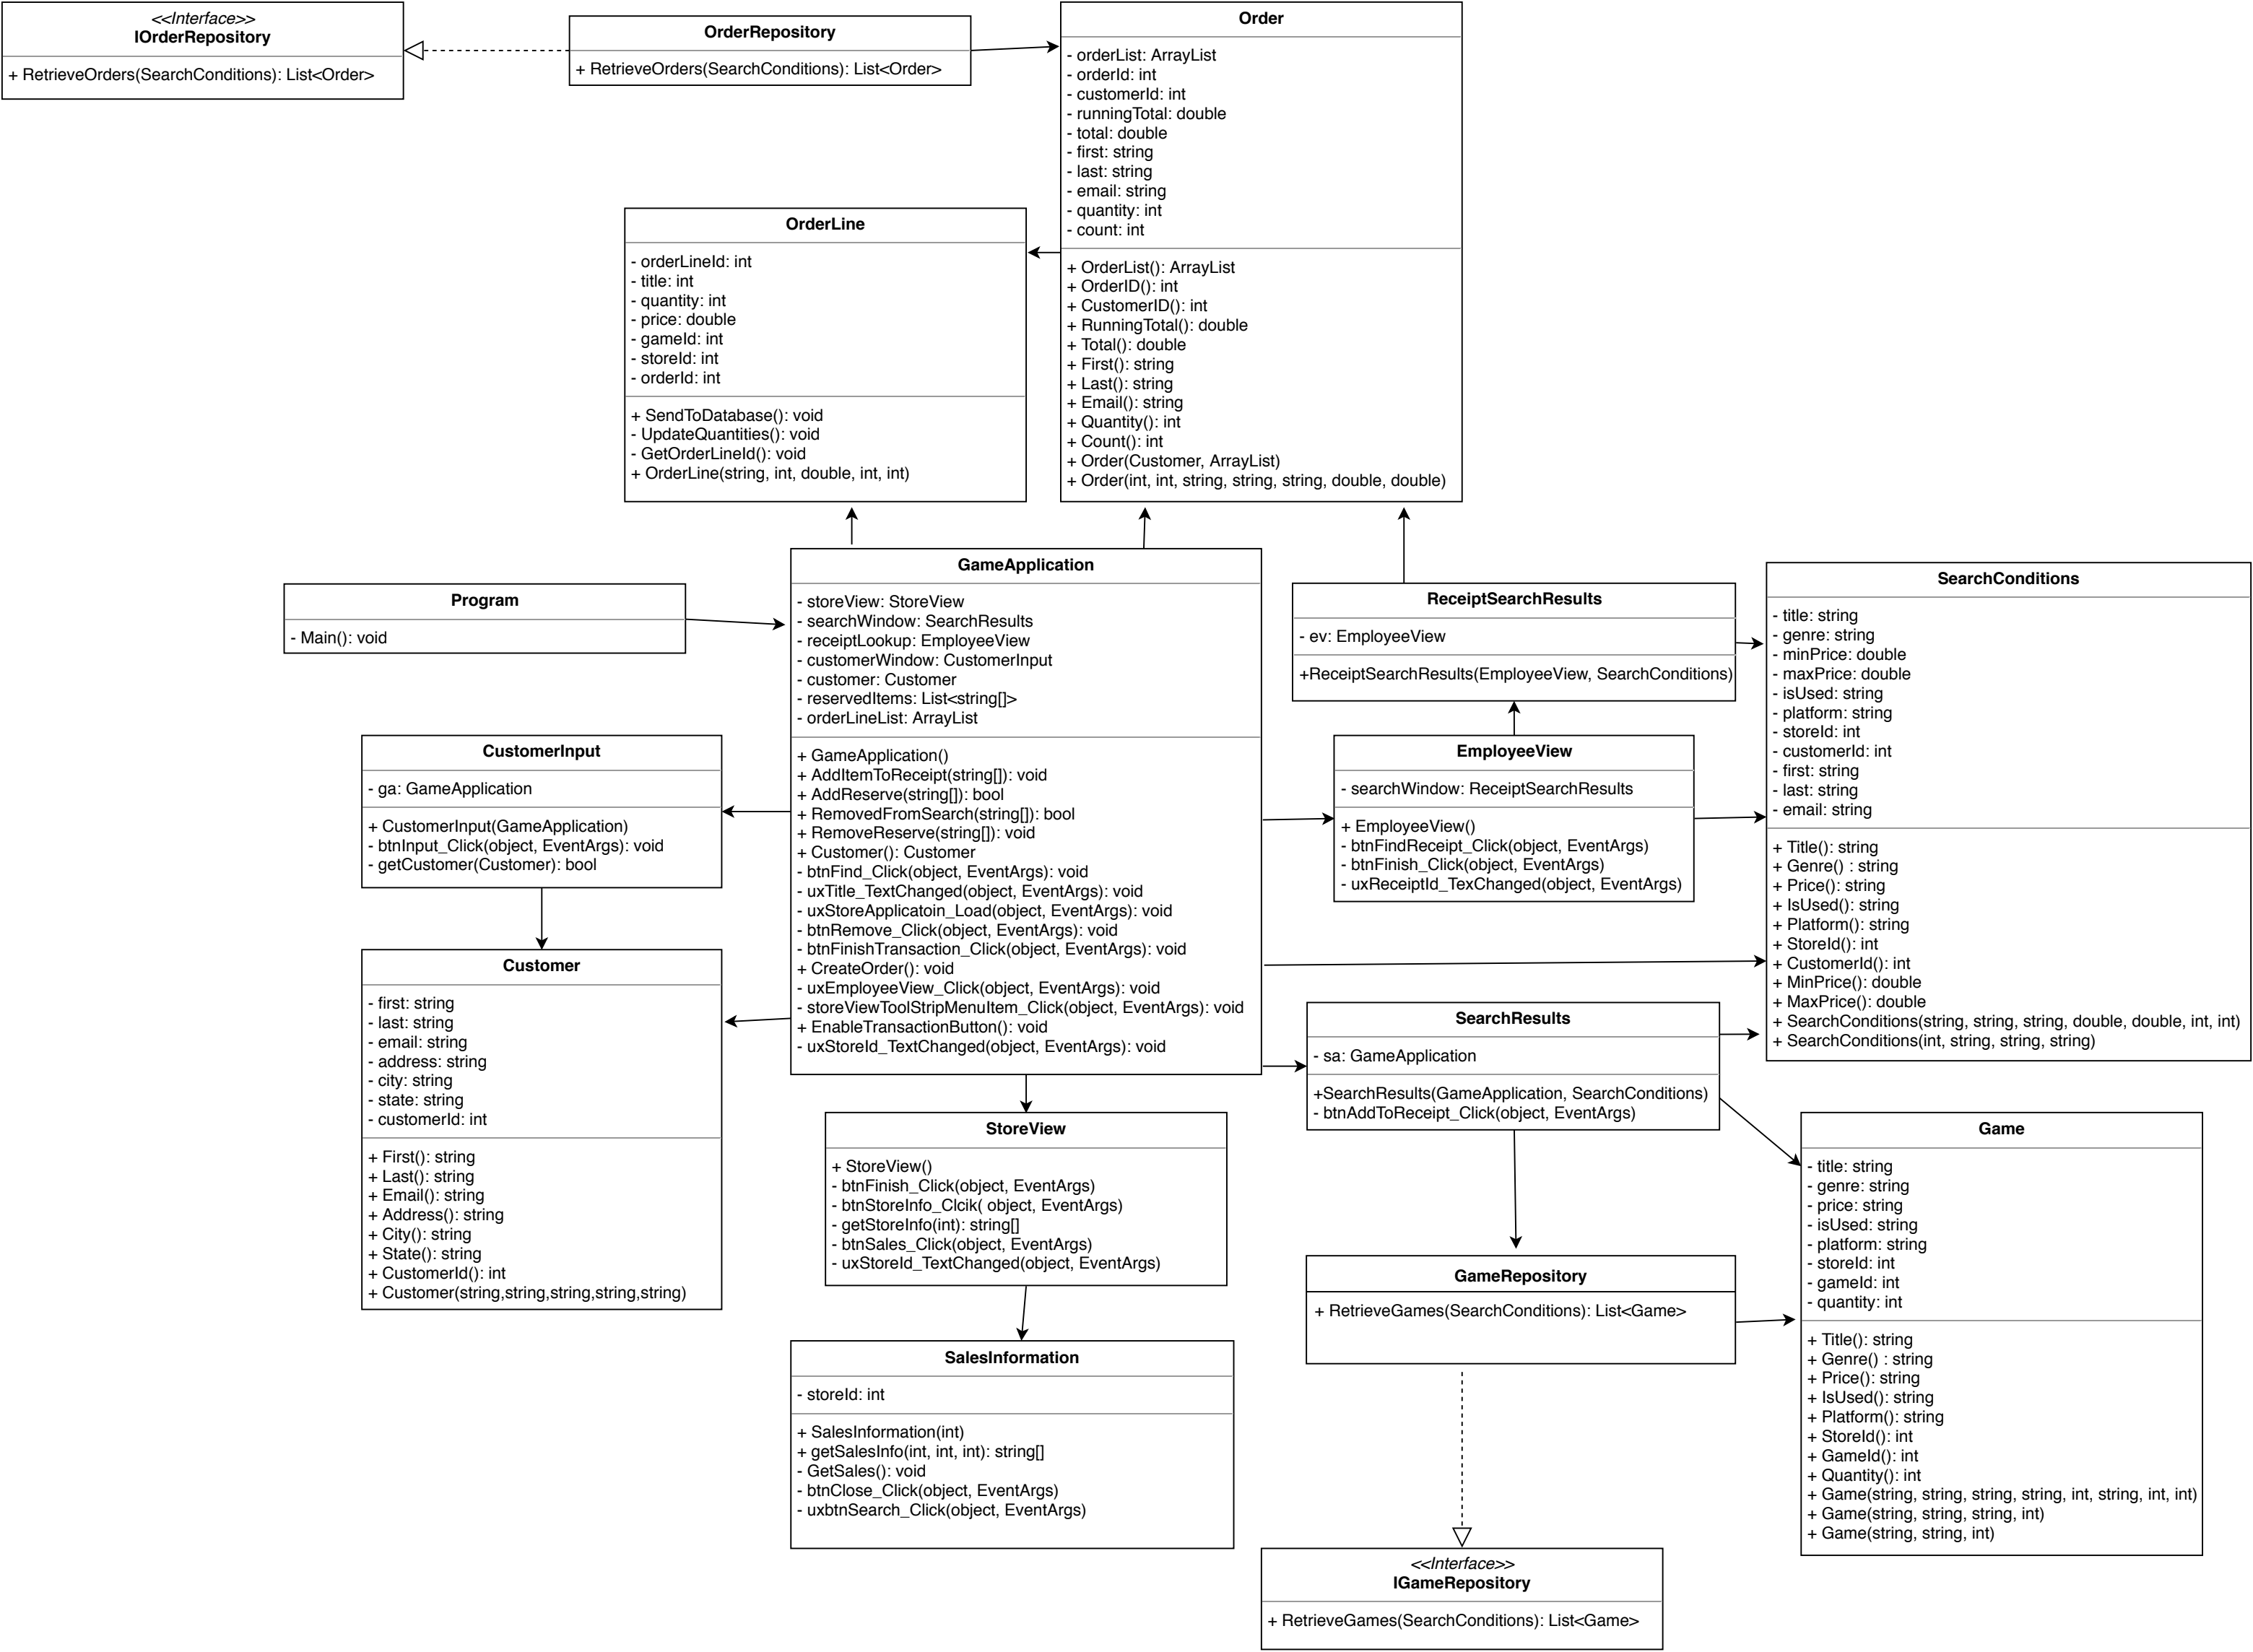 <<Interface>>
IOrderRepository
+ RetrieveOrders(SearchConditions): List<Order>
OrderRepository
+ RetrieveOrders(SearchConditions): List<Order>
Order
- orderList: ArrayList
- orderId: int
- customerId: int
- runningTotal: double
- total: double
- first: string
- last: string
- email: string
- quantity: int
- count: int
+ OrderList(): ArrayList
+ OrderID(): int
+ CustomerID(): int
+ RunningTotal(): double
+ Total(): double
+ First(): string
+ Last(): string
+ Email(): string
+ Quantity(): int
+ Count(): int
+ Order(Customer, ArrayList)
+ Order(int, int, string, string, string, double, double)
OrderLine
- orderLineId: int
- title: int
- quantity: int
- price: double
- gameId: int
- storeId: int
- orderId: int
+ SendToDatabase(): void
- UpdateQuantities(): void
- GetOrderLineId(): void
+ OrderLine(string, int, double, int, int)
Program
- Main(): void
GameApplication
- storeView: StoreView
- searchWindow: SearchResults
- receiptLookup: EmployeeView
- customerWindow: CustomerInput
- customer: Customer
- reservedItems: List<string[]>
- orderLineList: ArrayList
+ GameApplication()
+ AddItemToReceipt(string[]): void
+ AddReserve(string[]): bool
+ RemovedFromSearch(string[]): bool
+ RemoveReserve(string[]): void
+ Customer(): Customer
- btnFind_Click(object, EventArgs): void
- uxTitle_TextChanged(object, EventArgs): void
- uxStoreApplicatoin_Load(object, EventArgs): void
- btnRemove_Click(object, EventArgs): void
- btnFinishTransaction_Click(object, EventArgs): void
+ CreateOrder(): void
- uxEmployeeView_Click(object, EventArgs): void
- storeViewToolStripMenuItem_Click(object, EventArgs): void
+ EnableTransactionButton(): void
- uxStoreId_TextChanged(object, EventArgs): void
ReceiptSearchResults
- ev: EmployeeView
+ReceiptSearchResults(EmployeeView, SearchConditions)
SearchConditions
- title: string
- genre: string
- minPrice: double
- maxPrice: double
- isUsed: string
- platform: string
- storeId: int
- customerId: int
- first: string
- last: string
- email: string
+ Title(): string
+ Genre() : string
+ Price(): string
+ IsUsed(): string
+ Platform(): string
+ StoreId(): int
+ CustomerId(): int
+ MinPrice(): double
+ MaxPrice(): double
+ SearchConditions(string, string, string, double, double, int, int)
+ SearchConditions(int, string, string, string)
CustomerInput
- ga: GameApplication
+ CustomerInput(GameApplication)
- btnInput_Click(object, EventArgs): void
- getCustomer(Customer): bool
EmployeeView
- searchWindow: ReceiptSearchResults
+ EmployeeView()
- btnFindReceipt_Click(object, EventArgs)
- btnFinish_Click(object, EventArgs)
- uxReceiptId_TexChanged(object, EventArgs)
Customer
- first: string
- last: string
- email: string
- address: string
- city: string
- state: string
- customerId: int
+ First(): string
+ Last(): string
+ Email(): string
+ Address(): string
+ City(): string
+ State(): string
+ CustomerId(): int
+ Customer(string,string,string,string,string)
SearchResults
- sa: GameApplication
+SearchResults(GameApplication, SearchConditions)
- btnAddToReceipt_Click(object, EventArgs)
StoreView
+ StoreView()
- btnFinish_Click(object, EventArgs)
- btnStoreInfo_Clcik( object, EventArgs)
- getStoreInfo(int): string[]
- btnSales_Click(object, EventArgs)
- uxStoreId_TextChanged(object, EventArgs)
Game
- title: string
- genre: string
- price: string
- isUsed: string
- platform: string
- storeId: int
- gameId: int
- quantity: int
+ Title(): string
+ Genre() : string
+ Price(): string
+ IsUsed(): string
+ Platform(): string
+ StoreId(): int
+ GameId(): int
+ Quantity(): int
+ Game(string, string, string, string, int, string, int, int)
+ Game(string, string, string, int)
+ Game(string, string, int)
GameRepository
+ RetrieveGames(SearchConditions): List<Game>
SalesInformation
- storeId: int
+ SalesInformation(int)
+ getSalesInfo(int, int, int): string[]
- GetSales(): void
- btnClose_Click(object, EventArgs)
- uxbtnSearch_Click(object, EventArgs)
<<Interface>>
IGameRepository
+ RetrieveGames(SearchConditions): List<Game>